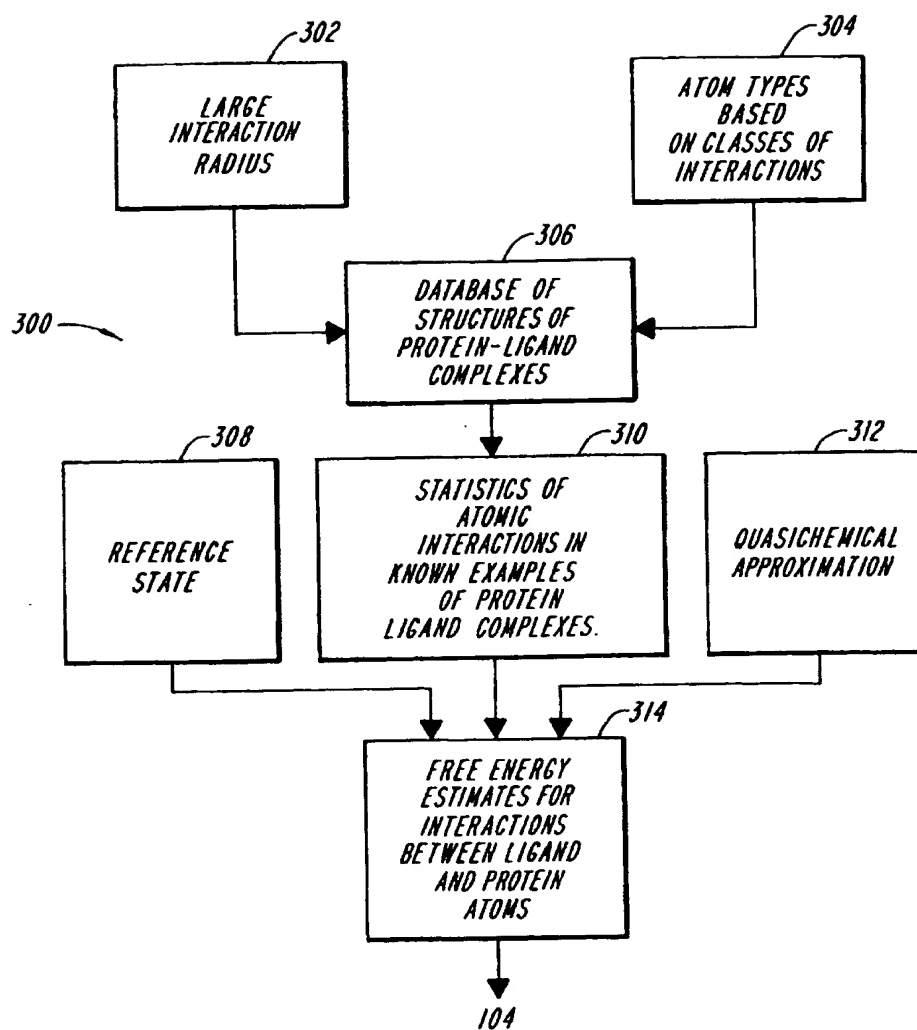 302
LARGE
INTERACTION
RADIUS
304
ATOM TYPES
BASED
ON CLASSES OF
INTERACTIONS
306
DATABASE OF
STRUCTURES OF
PROTEIN-LIGAND
COMPLEXES
300
308
REFERENCE
STATE
310
STATISTICS OF
ATOMIC
INTERACTIONS IN
KNOWN EXAMPLES
OF PROTEIN
LIGAND COMPLEXES.
312
QUASICHEMICAL
APPROXIMATION
314
FREE ENERGY
ESTIMATES FOR
INTERACTIONS
BETWEEN LIGAND
AND PROTEIN
ATOMS
104